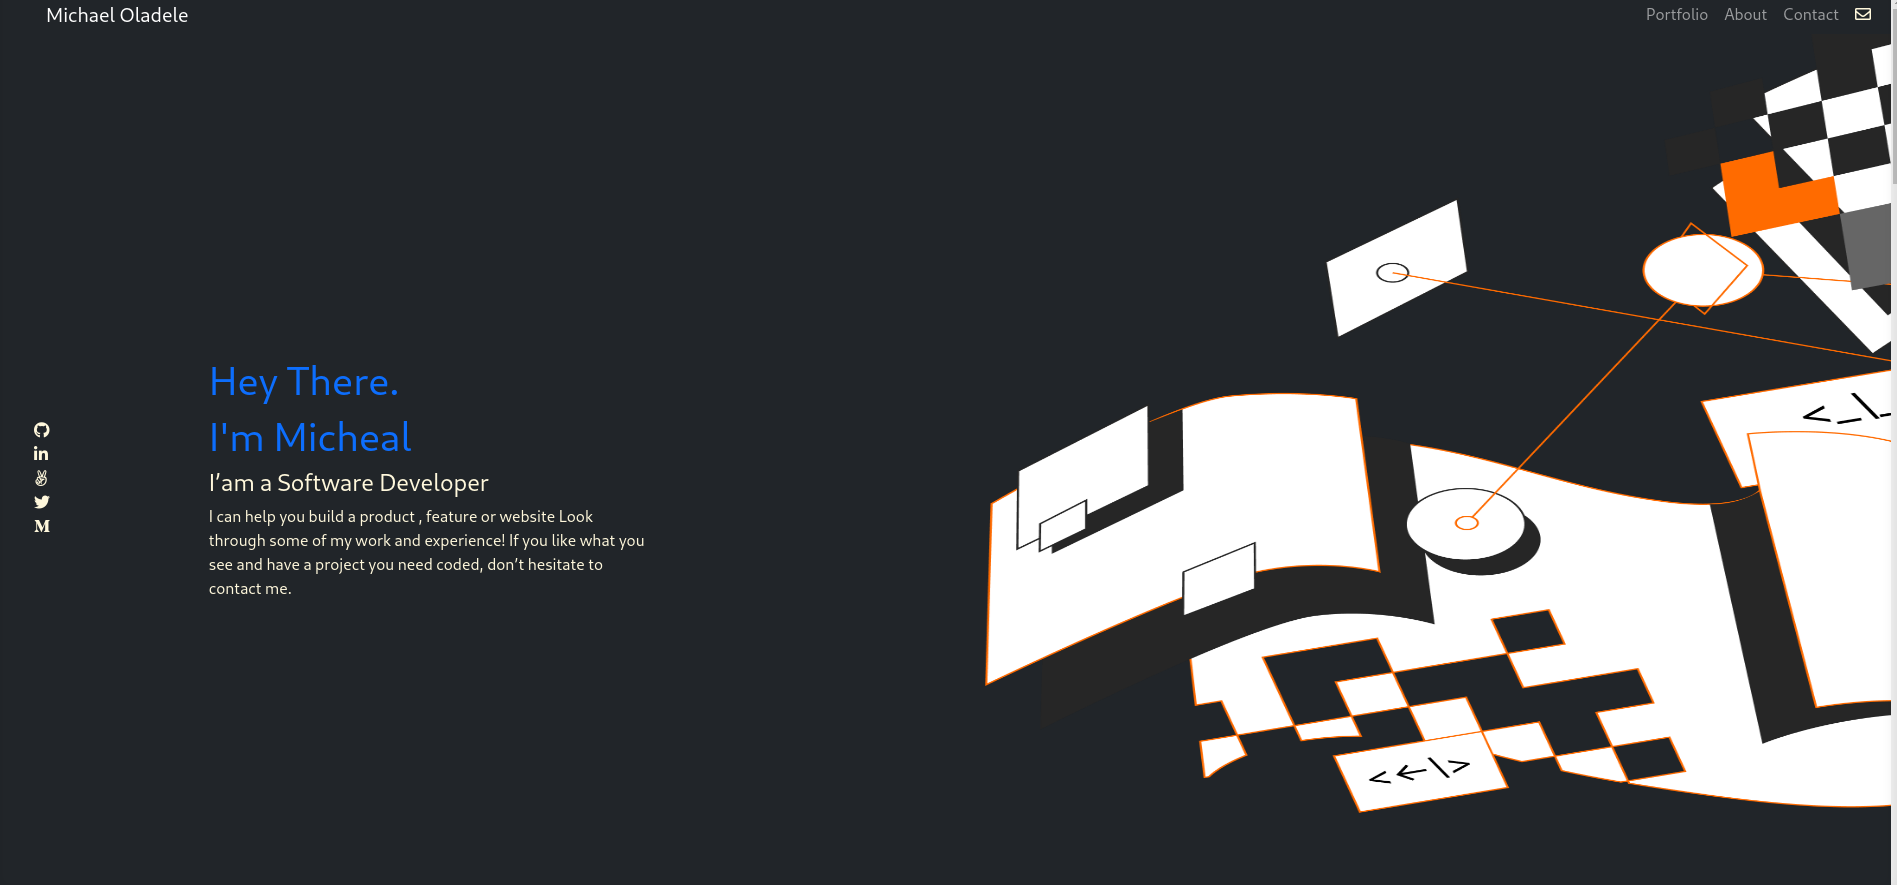 Michael Oladele
Portfolio About Contact
Hey There.
I'm Micheal
I’am a Software Developer
I can help you build a product , feature or website Look
through some of my work and experience! If you like what you
see and have a project you need coded, don’t hesitate to
contact me.
in
M
<_\_
<←\>